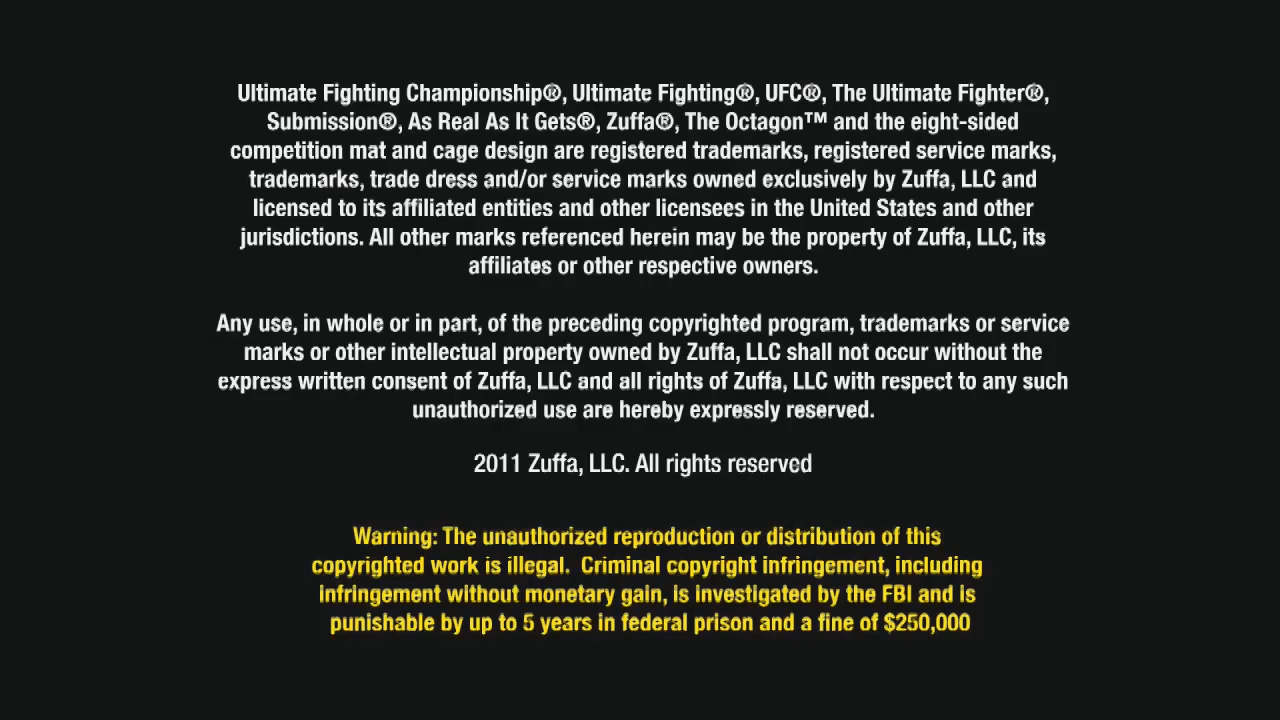 Ultimate Fighting Championship®, Ultimate Fighting®, UFC®, The Ultimate Fighter®,
Submission®, As Real As It Gets®, Zuffa®, The Octagon™ and the eight-sided
competition mat and cage design are registered trademarks, registered service marks,
trademarks, trade dress and/or service marks owned exclusively by Zuffa, LLC and
licensed to its affiliated entities and other licensees in the United States and other
jurisdictions. All other marks referenced herein may be the property of Zuffa, LLC, its
affiliates or other respective owners.
Any use, in whole or in part, of the preceding copyrighted program, trademarks or service
marks or other intellectual property owned by Zuffa, LLC shall not occur without the
express written consent of Zuffa, LLC and all rights of Zuffa, LLC with respect to any such
unauthorized use are hereby expressly reserved.
2011 Zuffa, LLC. All rights reserved
Warning: The unauthorized reproduction or distribution of this
copyrighted work is illegal.  Criminal copyright infringement, including
infringement without monetary gain, is investigated by the FBI and is
punishable by up to 5 years in federal prison and a fine of $250,000